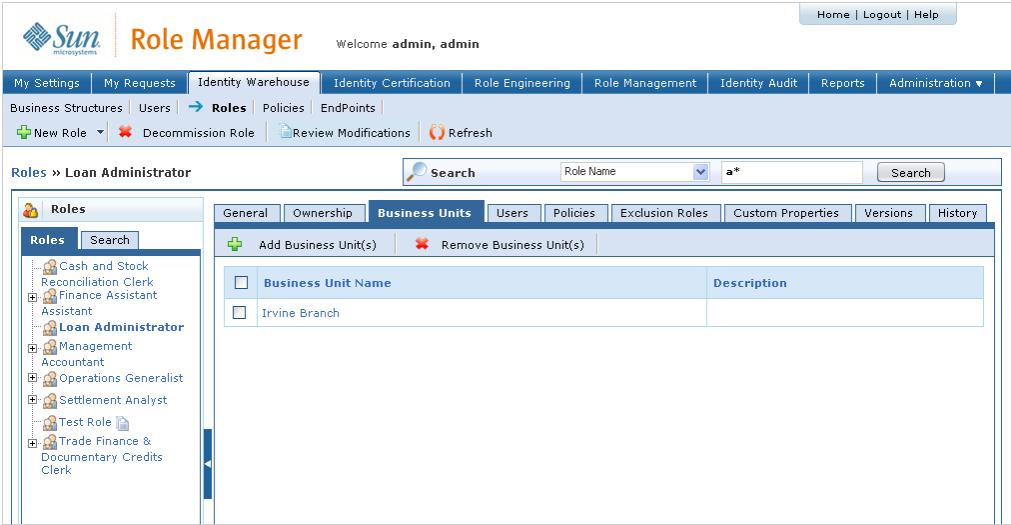 Home | Logout | Help
Sun
microsystems
Role Manager
Welcome admin, admin
My Settings My Requests Identity Warehouse Identity Certification Role Engineering Role Management Identity Audit Reports Administration
Business Structures Users Roles Policies EndPoints
New Role Decommission Role Review Modifications Refresh
Roles » Loan Administrator
Search Role Name a* Search
Roles
Roles Search
Cash and Stock
Reconciliation Clerk
Finance Assistant
Assistant
Loan Administrator
Management
Accountant
Operations Generalist
Settlement Analyst
Test Role
Trade Finance &
Documentary Credits
Clerk
General Ownership Business Units Users Policies Exclusion Roles Custom Properties Versions History
Add Business Unit(s) Remove Business Unit(s)
Business Unit Name Description
Irvine Branch